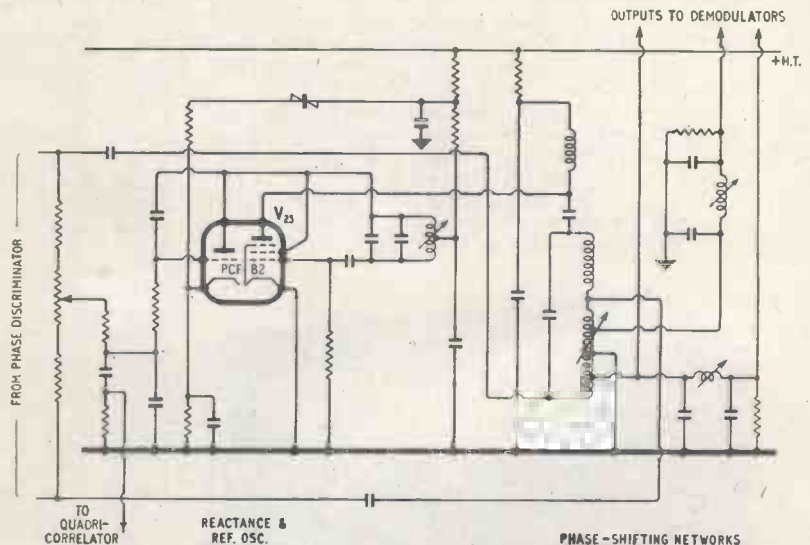 OUTPUTS TO DEMODULATORS
+H.T.
V23
PCF 82
FROM PHASE DISCRIMINATOR
TO
QUADRI-
CORRELATOR
REACTANCE &
REF. OSC.
PHASE-SHIFTING NETWORKS